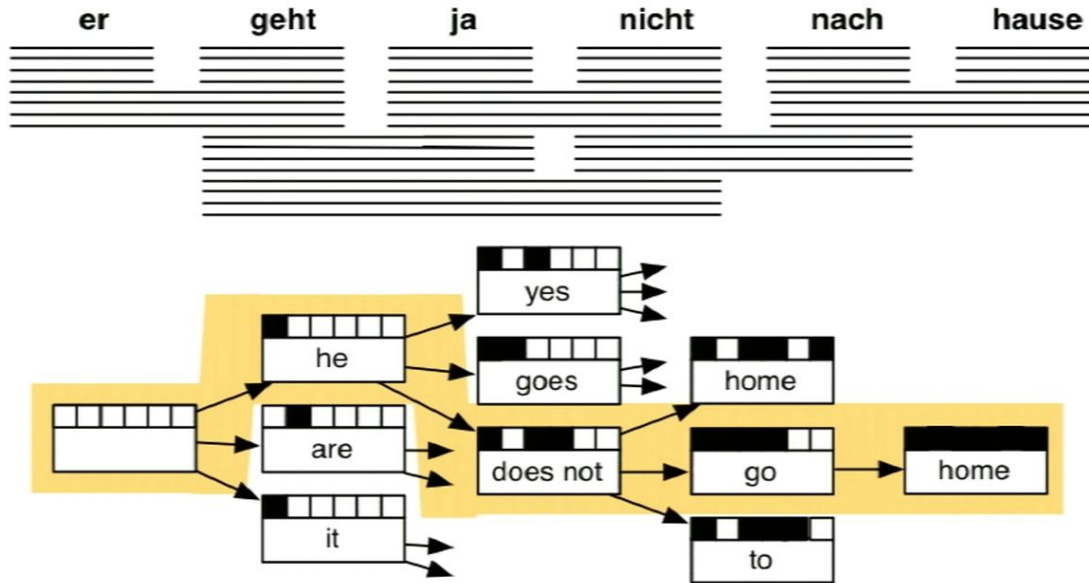 er geht ja nicht nach hause
yes
he
goes
home
are
does not
go
home
it
to